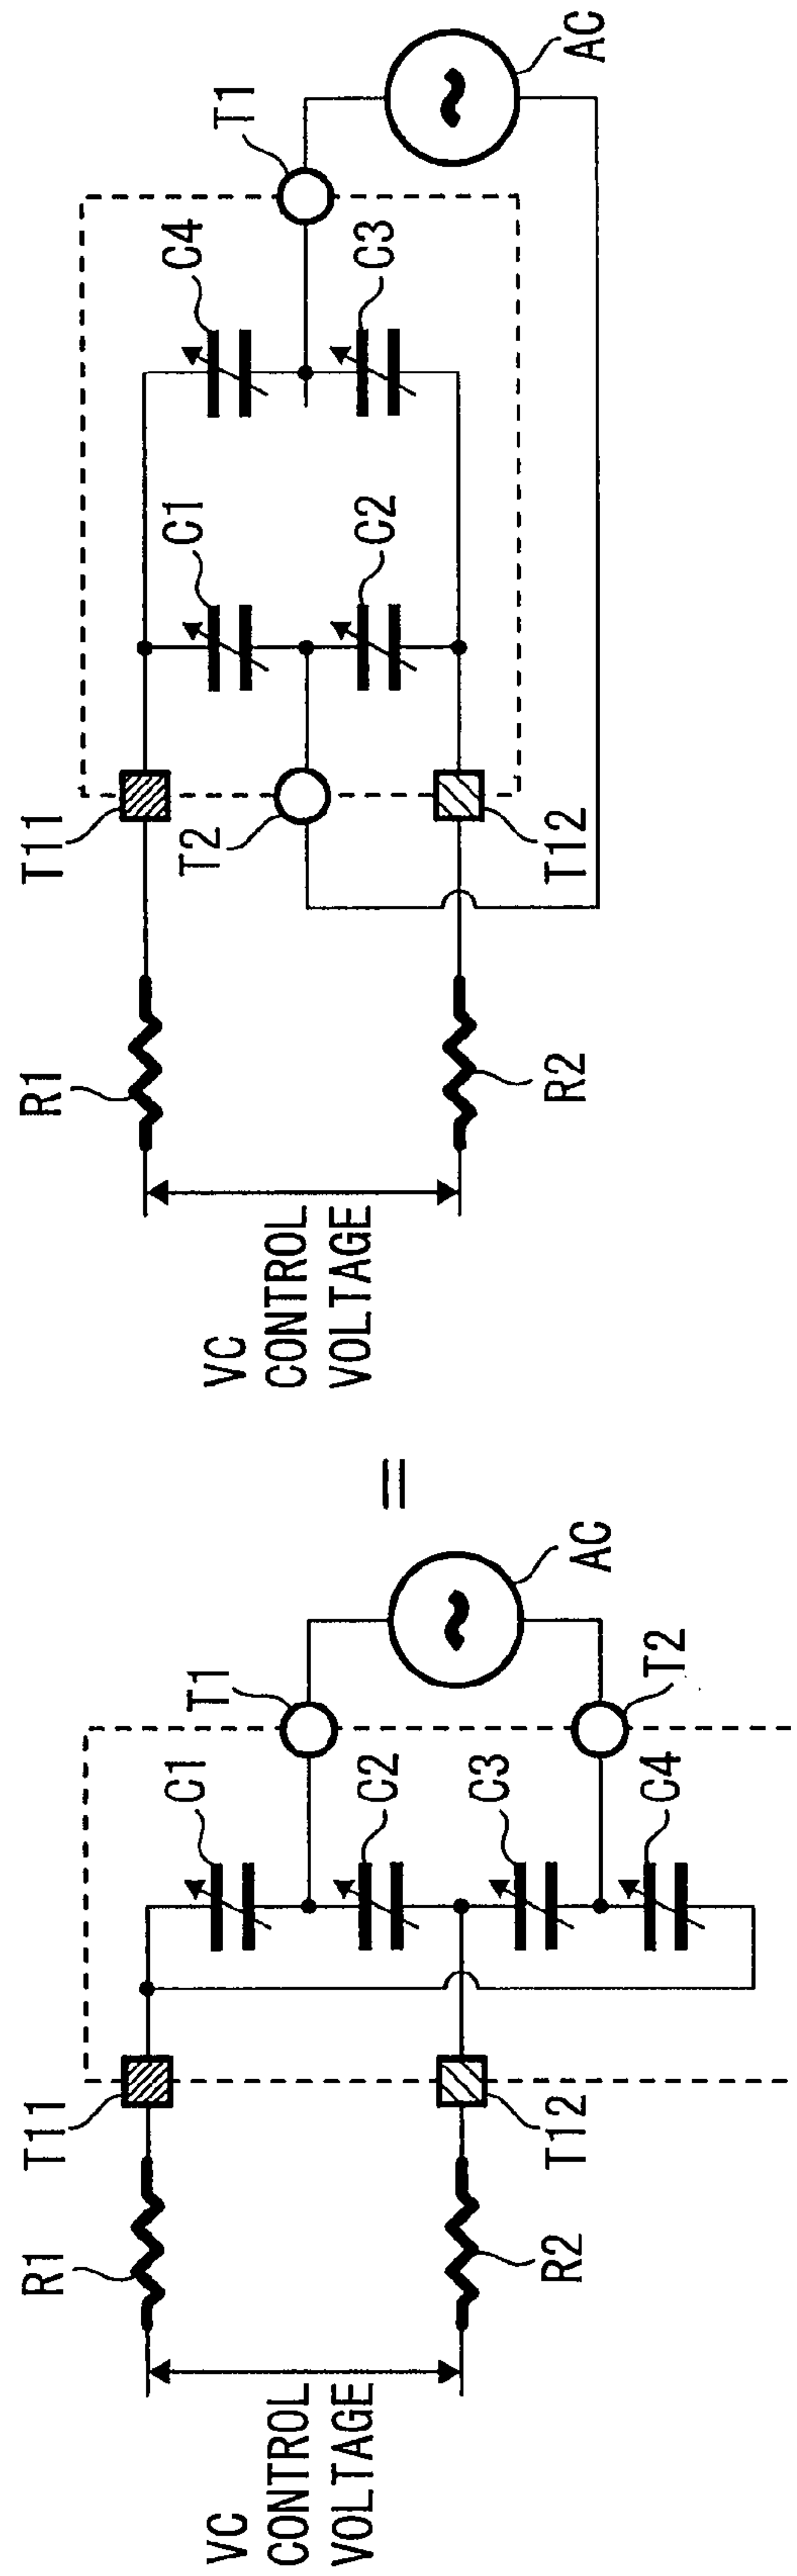 VC
CONTROL
VOLTAGE
R1
R2
T11
T12
C1
C2
C3
C4
T1
T2
AC
=
VC
CONTROL
VOLTAGE
R1
R2
T11
T2
T12
C1
C2
C4
C3
T1
AC